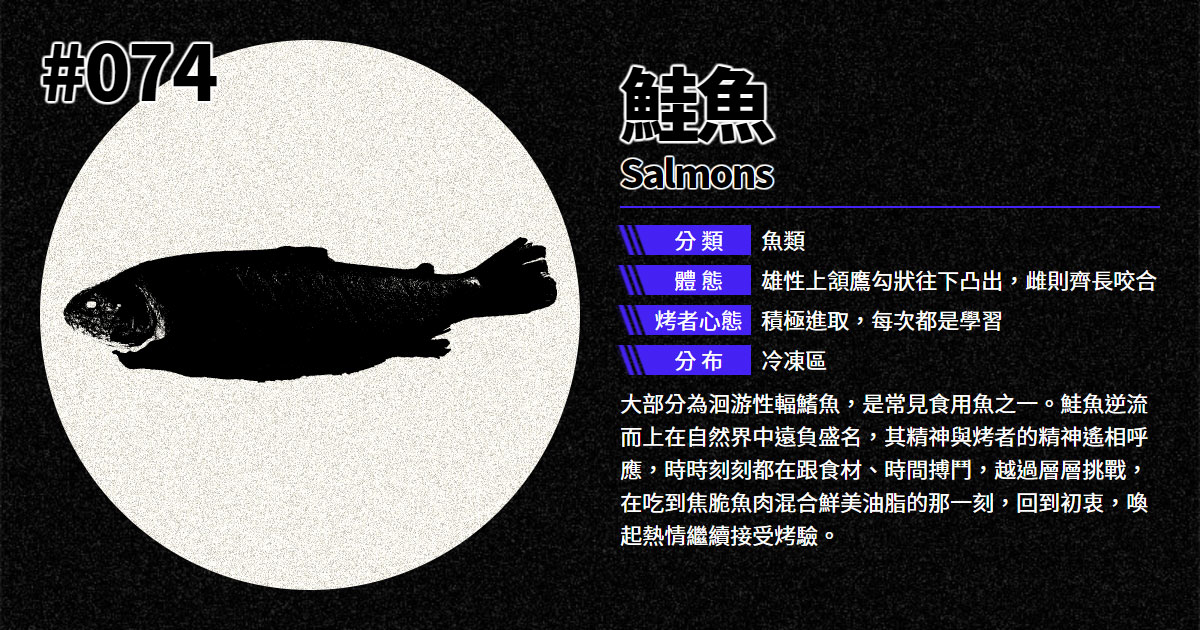 #074
鮭魚
Salmons
分類 魚類
體態 雄性上頷鷹勾狀往下凸出，雌則齊長咬合
烤者心態 積極進取，每次都是學習
分布 冷凍區
大部分為洄游性輻鰭魚，是常見食用魚之一。鮭魚逆流
而上在自然界中遠負盛名，其精神與烤者的精神遙相呼
應，時時刻刻都在跟食材、時間搏鬥，越過層層挑戰，
在吃到焦脆魚肉混合鮮美油脂的那一刻，回到初衷，喚
起熱情繼續接受烤驗。